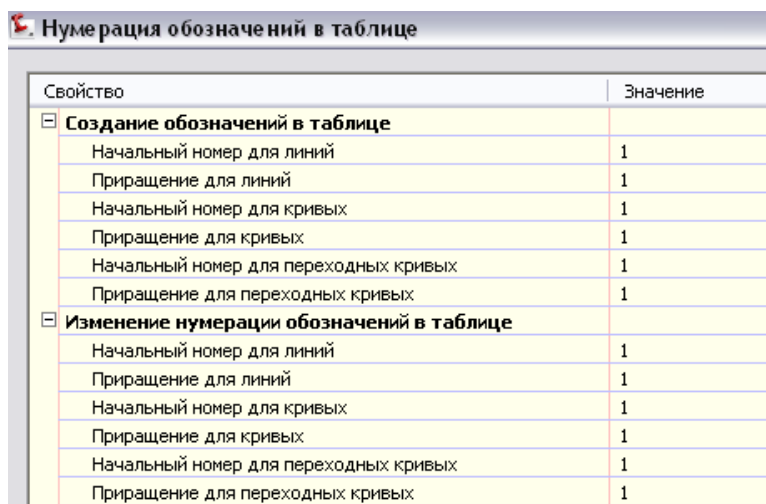 Нумерация обозначений в таблице
Свойство Значение
Создание обозначений в таблице
Начальный номер для линий 1
Приращение для линий 1
Начальный номер для кривых 1
Приращение для кривых 1
Начальный номер для переходных кривых 1
Приращение для переходных кривых 1
Изменение нумерации обозначений в таблице
Начальный номер для линий 1
Приращение для линий 1
Начальный номер для кривых 1
Приращение для кривых 1
Начальный номер для переходных кривых 1
Приращение для переходных кривых 1